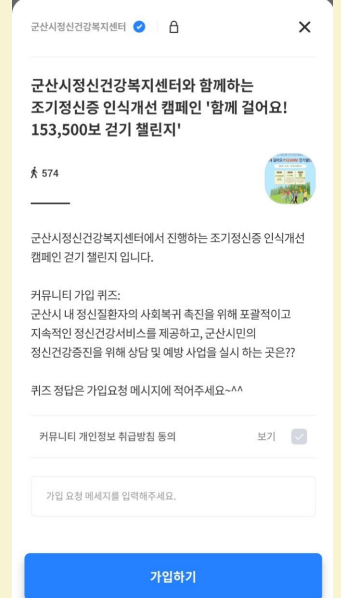 군산시정신건강복지센터
군산시정신건강복지센터와 함께하는
조기정신증 인식개선 캠페인 '함께 걸어요!
153,500보 걷기 챌린지'
574
군산시정신건강복지센터에서 진행하는 조기정신증 인식개선
캠페인 걷기 챌린지 입니다.
커뮤니티 가입 퀴즈:
군산시 내 정신질환자의 사회복귀 촉진을 위해 포괄적이고
지속적인 정신건강서비스를 제공하고, 군산시민의
정신건강증진을 위해 상담 및 예방 사업을 실시 하는 곳은??
퀴즈 정답은 가입요청 메시지에 적어주세요~^^
커뮤니티 개인정보 취급방침 동의 보기
가입 요청 메세지를 입력해주세요.
가입하기